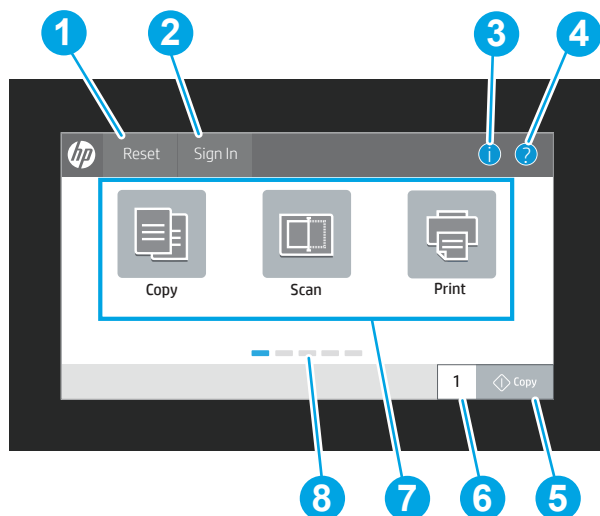 1 2 3 4
hp Reset Sign In i ?
Copy Scan Print
1 Copy
8 7 6 5